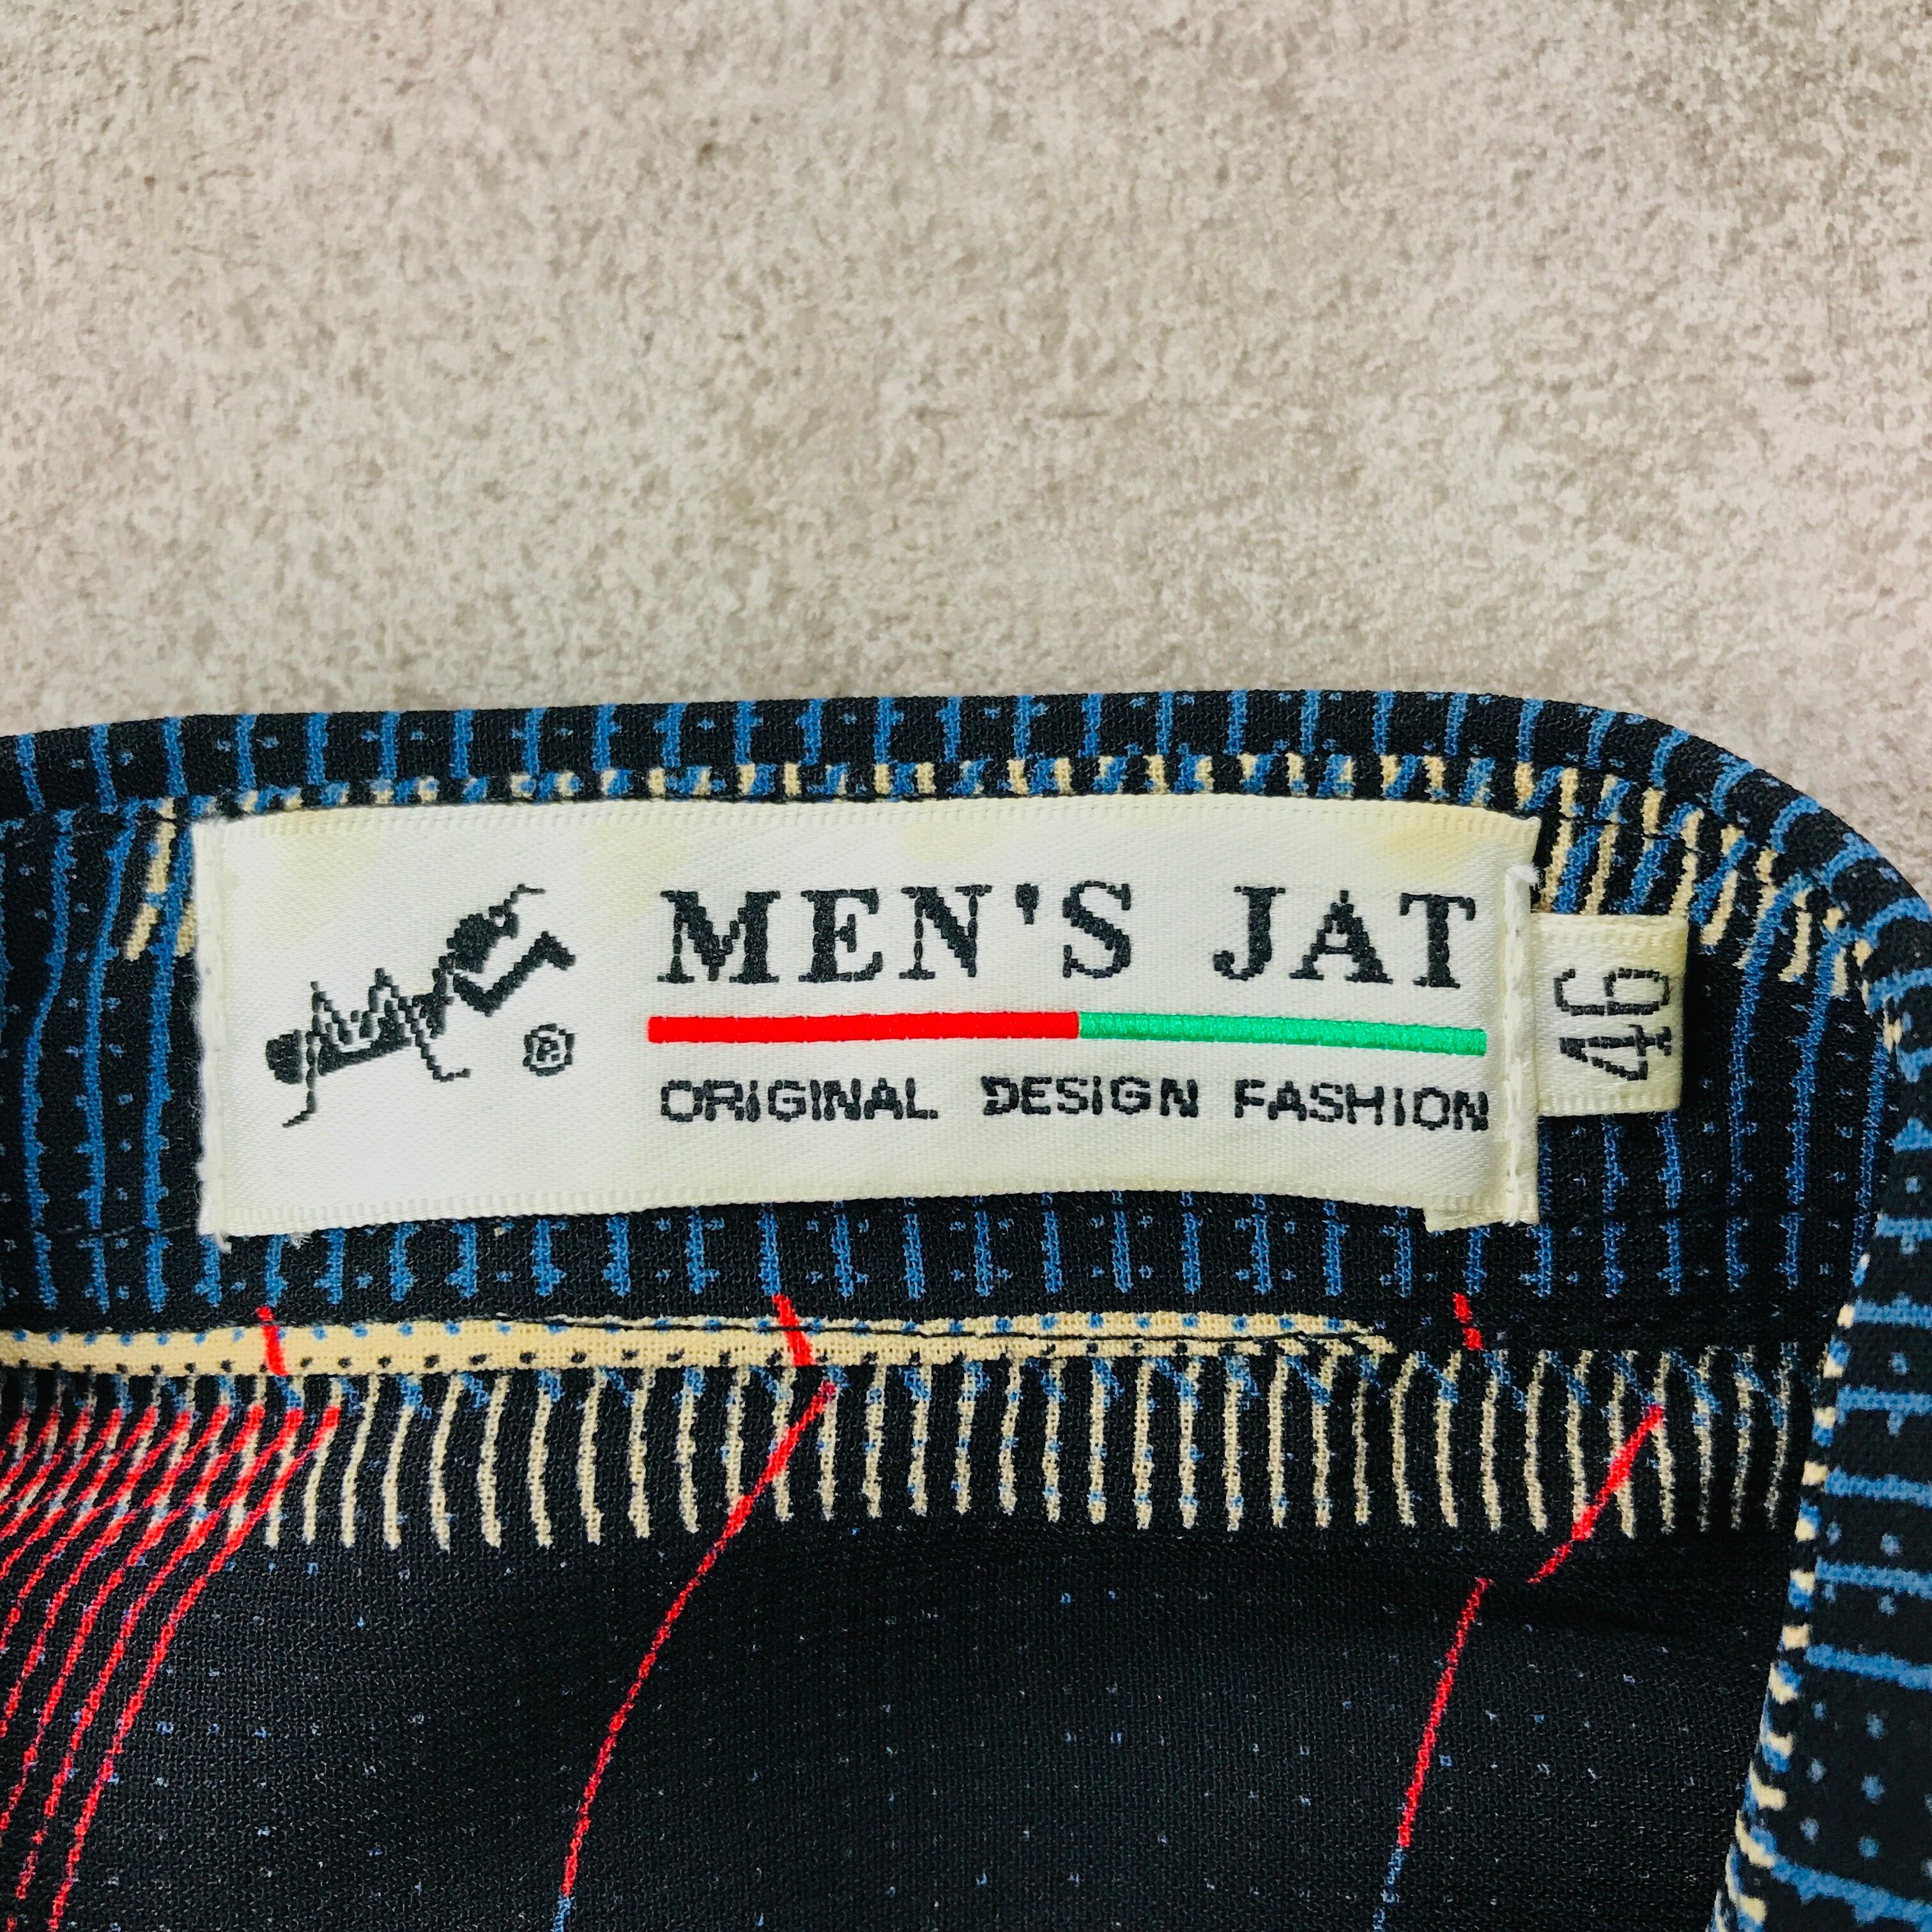 MEN'S JAT
ORIGINAL DESIGN FASHION
®
46